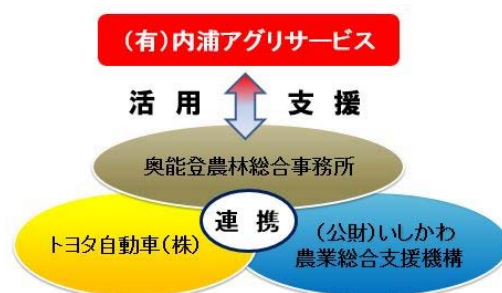 (有)内浦アグリサービス
活用 支援
奥能登農林総合事務所
連携
トヨタ自動車(株)
(公財)いしかわ
農業総合支援機構